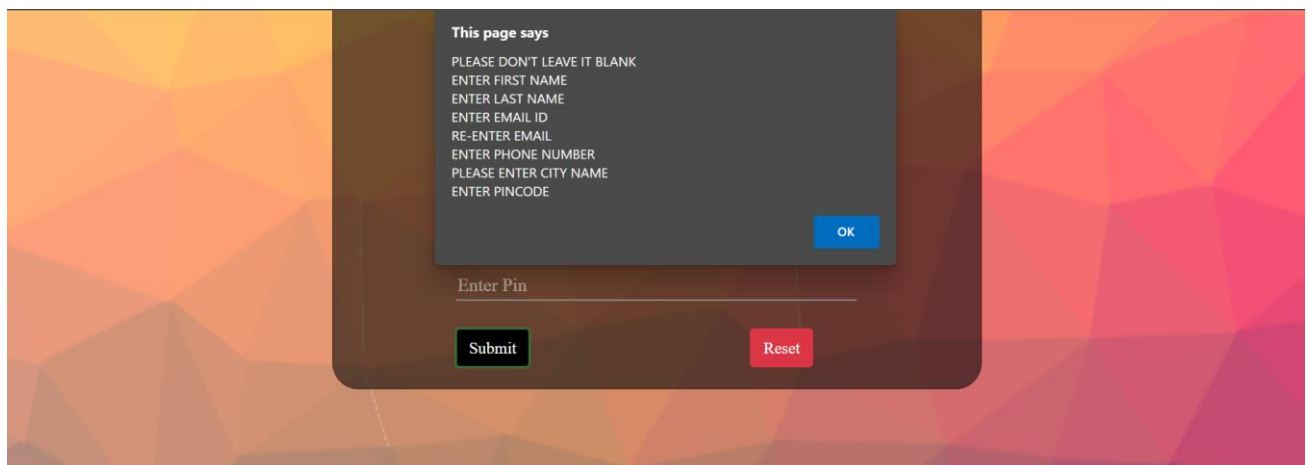 This page says
PLEASE DON'T LEAVE IT BLANK
ENTER FIRST NAME
ENTER LAST NAME
ENTER EMAIL ID
RE-ENTER EMAIL
ENTER PHONE NUMBER
PLEASE ENTER CITY NAME
ENTER PINCODE
OK
Enter Pin
Submit
Reset